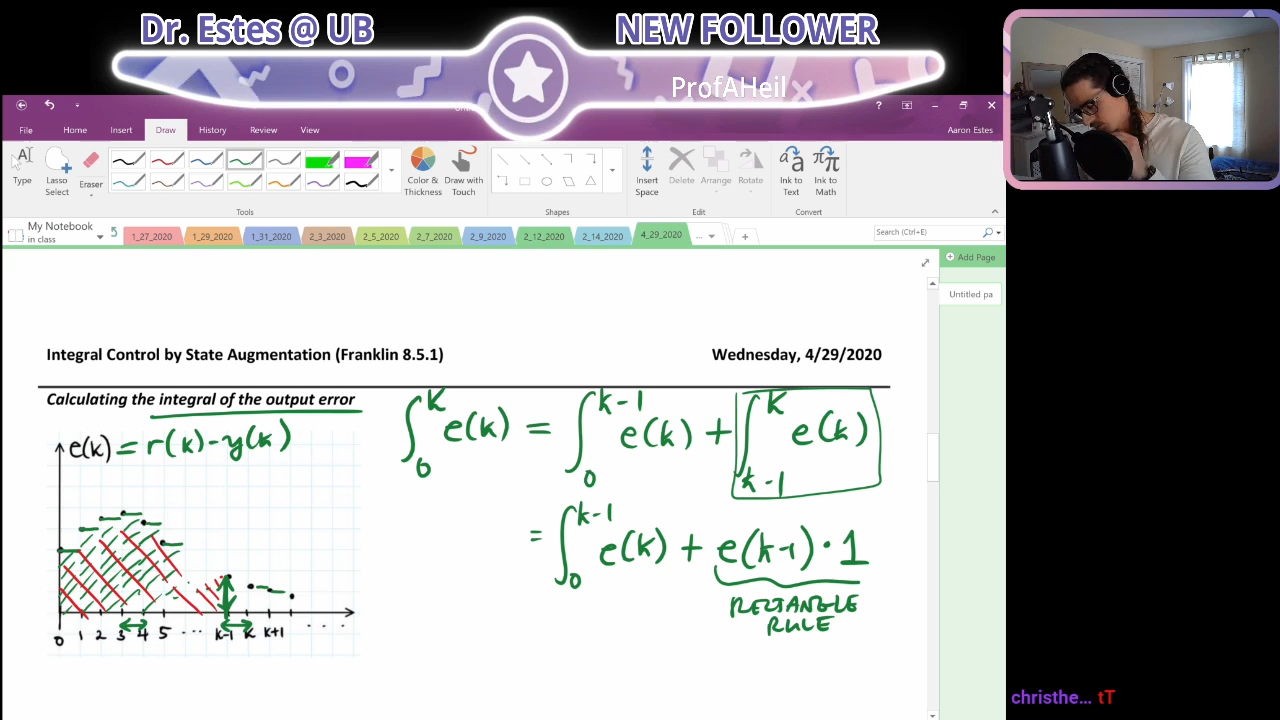 Dr. Estes @ UB
NEW FOLLOWER
ProfAHeil
File Home Insert Draw History Review View
Aaron Estes
Type
Lasso Select
Eraser
Color & Thickness
Draw with Touch
Insert Space
Delete
Arrange
Rotate
Ink to Text
Ink to Math
Tools
Shapes
Edit
Convert
My Notebook
in class
1_27_2020 1_29_2020 1_31_2020 2_3_2020 2_5_2020 2_7_2020 2_9_2020 2_12_2020 2_14_2020 4_29_2020 ...
Search (Ctrl+E)
Add Page
Untitled pa
Integral Control by State Augmentation (Franklin 8.5.1)
Wednesday, 4/29/2020
Calculating the integral of the output error
e(k) = r(k) - y(k)
∫₀ᵏ e(k) = ∫₀ᵏ⁻¹ e(k) + ∫ₖ₋₁ᵏ e(k)
= ∫₀ᵏ⁻¹ e(k) + e(k-1) · 1
RECTANGLE
RULE
0 1 2 3 4 5 ... k-1 k k+1 . . . .
christhe... tT